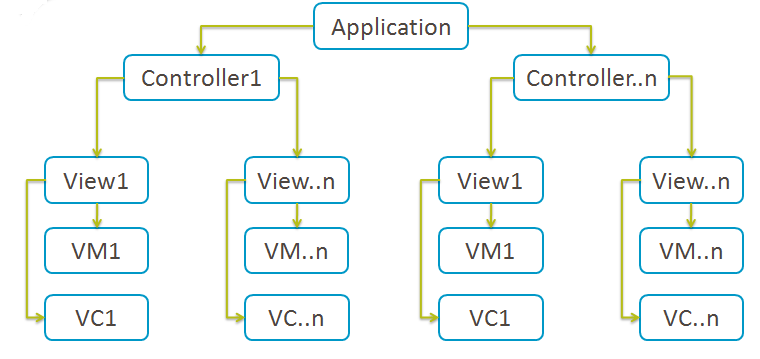 Application
Controller1
Controller..n
View1
View..n
View1
View..n
VM1
VM..n
VM1
VM..n
VC1
VC..n
VC1
VC..n